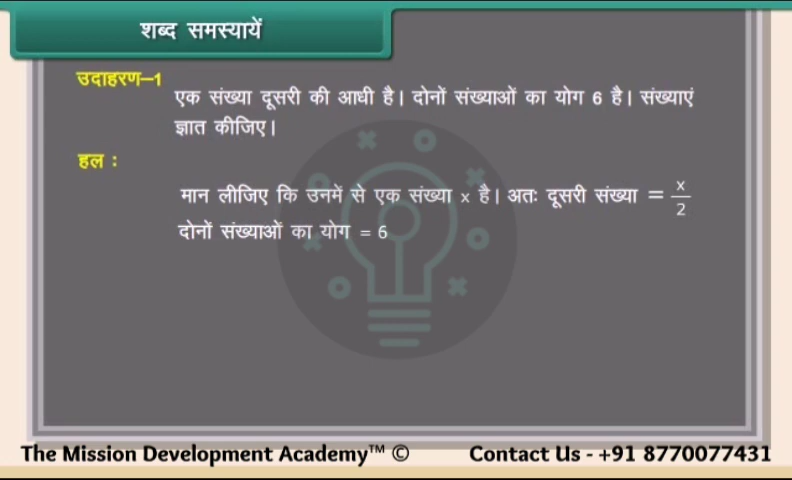 शब्द समस्यायें
उदाहरण–1
एक संख्या दूसरी की आधी है। दोनों संख्याओं का योग 6 है। संख्याएं
ज्ञात कीजिए।
हल :
मान लीजिए कि उनमें से एक संख्या x है। अतः दूसरी संख्या = x/2
दोनों संख्याओं का योग = 6
The Mission Development Academy™ © Contact Us - +91 8770077431